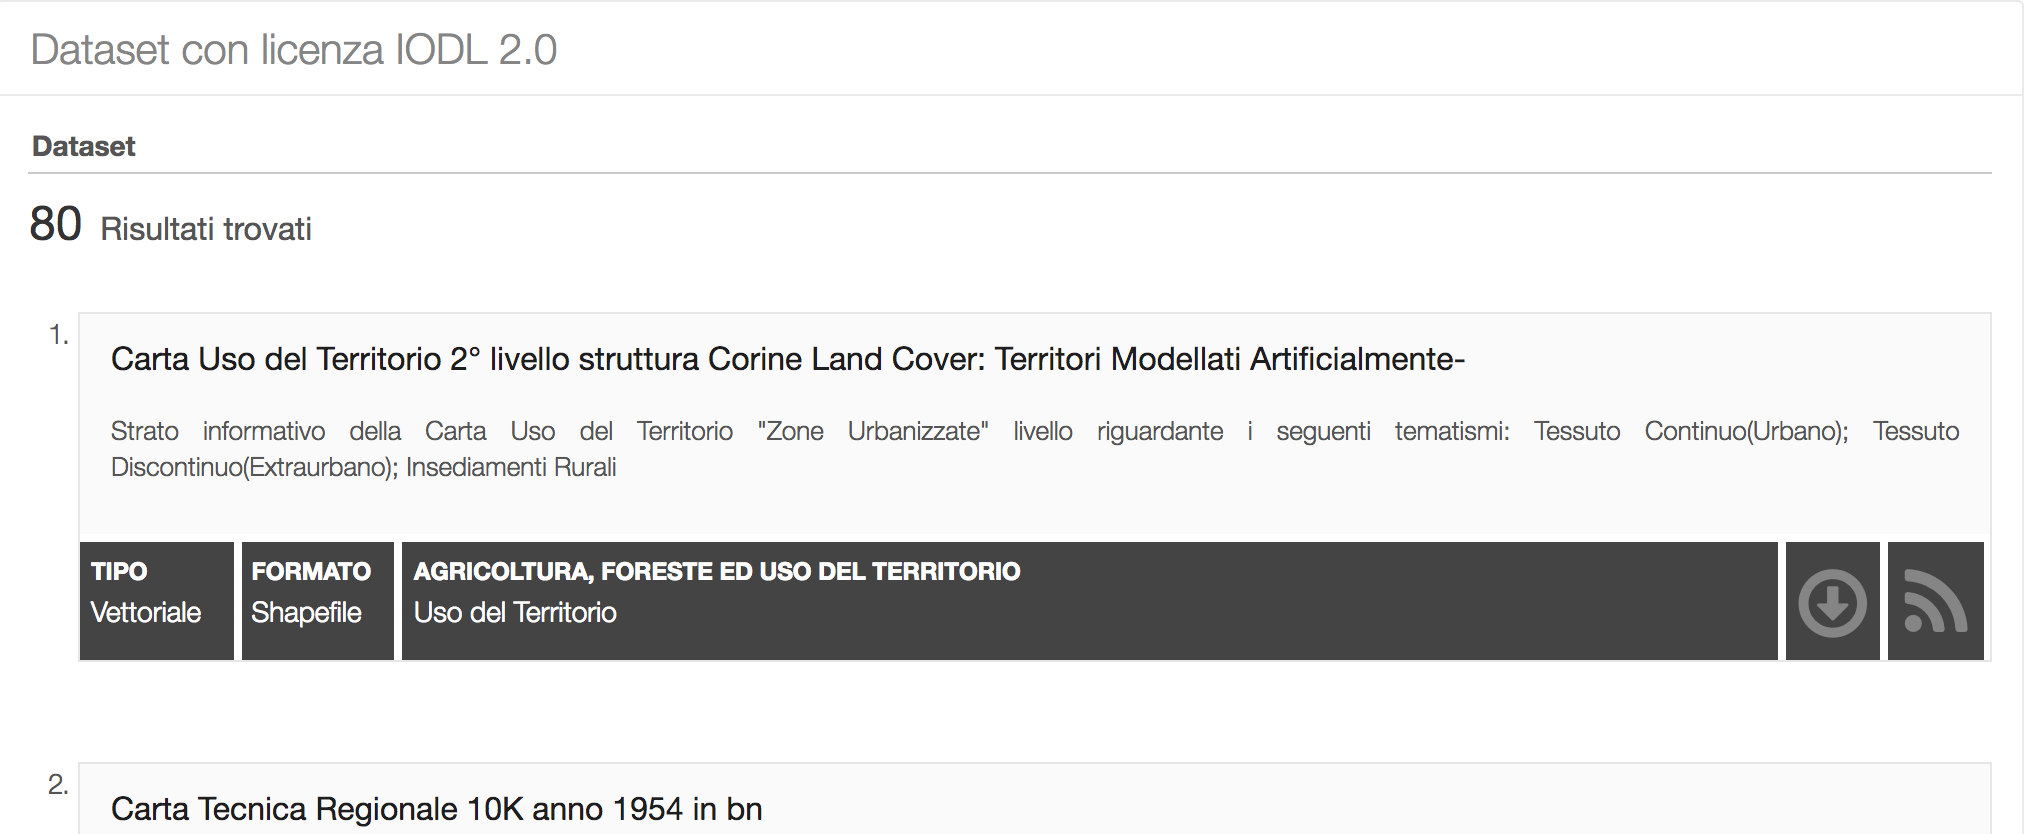 Dataset con licenza IODL 2.0
Dataset
80 Risultati trovati
1.
Carta Uso del Territorio 2° livello struttura Corine Land Cover: Territori Modellati Artificialmente-
Strato informativo della Carta Uso del Territorio "Zone Urbanizzate" livello riguardante i seguenti tematismi: Tessuto Continuo(Urbano); Tessuto
Discontinuo(Extraurbano); Insediamenti Rurali
TIPO FORMATO AGRICOLTURA, FORESTE ED USO DEL TERRITORIO
Vettoriale Shapefile Uso del Territorio
2.
Carta Tecnica Regionale 10K anno 1954 in bn